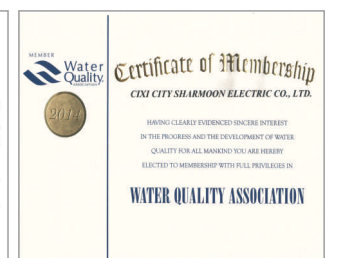 MEMBER
Water
Quality
ASSOCIATION
2014
Certificate of Membership
CIXI CITY SHARMOON ELECTRIC CO., LTD.
HAVING CLEARLY EVIDENCED SINCERE INTEREST
IN THE PROGRESS AND THE DEVELOPMENT OF WATER
QUALITY FOR ALL MANKIND YOU ARE HEREBY
ELECTED TO MEMBERSHIP WITH FULL PRIVILEGES IN
WATER QUALITY ASSOCIATION